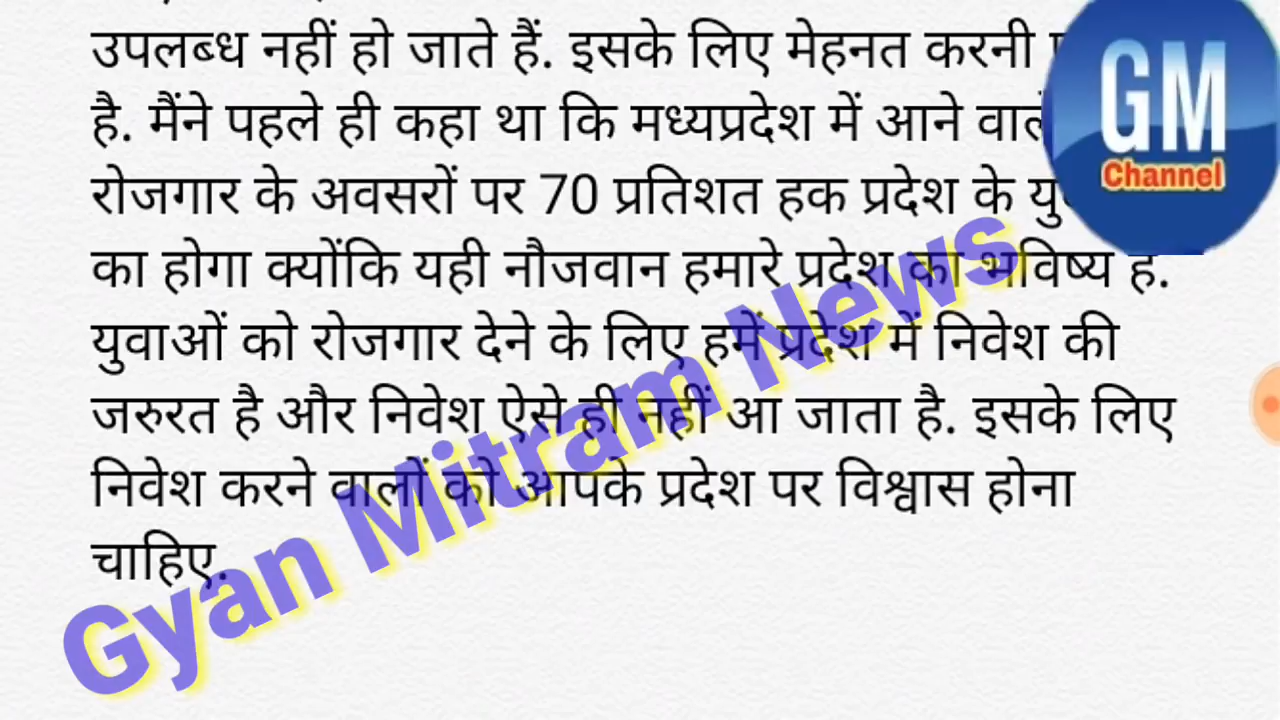 उपलब्ध नहीं हो जाते हैं. इसके लिए मेहनत करनी
है. मैंने पहले ही कहा था कि मध्यप्रदेश में आने
रोजगार के अवसरों पर 70 प्रतिशत हक प्रदेश के
का होगा क्योंकि यही नौजवान हमारे प्रदेश का भविष्य है.
युवाओं को रोजगार देने के लिए हमें प्रदेश में निवेश की
जरुरत है और निवेश ऐसे ही नहीं आ जाता है. इसके लिए
निवेश करने वालों को आपके प्रदेश पर विश्वास होना
चाहिए.
GM
Channel
Gyan Mitram News